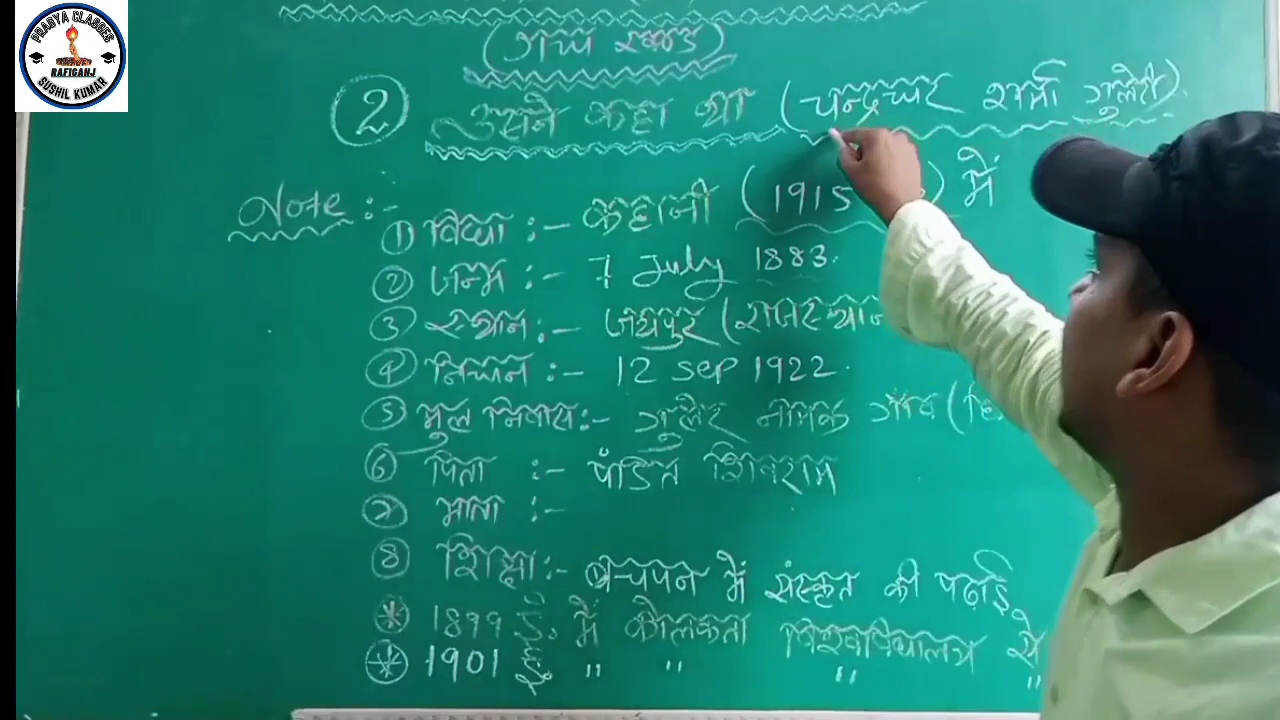 PRAGYA CLASSES
RAFIGANJ
SUSHIL KUMAR
(गद्य खण्ड)
2 उसने कहा था (चन्द्रधर शर्मा गुलेरी)
Note :-
① विधा :- कहानी (1915 में
② जन्म :- 7 July 1883.
③ स्थान :- जयपुर (राजस्थान
④ निधन :- 12 Sep 1922.
⑤ मुल निवास :- गुलेर नामक गांव (हि
⑥ पिता :- पंडित शिवराम
⑦ माता :-
⑧ शिक्षा :- बचपन में संस्कृत की पढ़ाई
* 1899 ई. में कोलकता विश्वविद्यालय से
* 1901 ई. " " " "